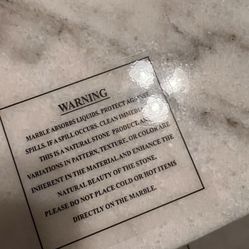 WARNING
MARBLE ABSORBS LIQUIDS, PROTECT AGAINST
SPILLS. IF A SPILL OCCURS, CLEAN IMMEDIATELY.
THIS IS A NATURAL STONE PRODUCT, AND
VARIATIONS IN PATTERN, TEXTURE, OR COLOR ARE
INHERENT IN THE MATERIAL, AND ENHANCE THE
NATURAL BEAUTY OF THE STONE.
PLEASE DO NOT PLACE COLD OR HOT ITEMS
DIRECTLY ON THE MARBLE.